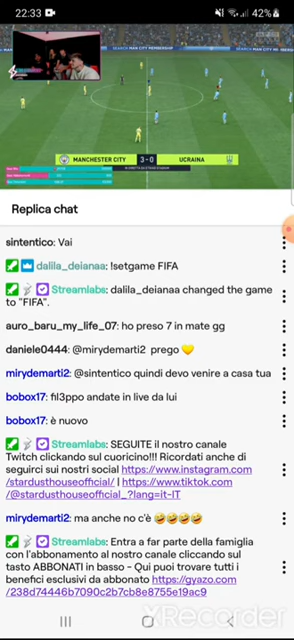 22:33
42%
SEARCH MAN MEMBERSHIP
MANCHESTER CITY 3-0 UCRAINA
Replica chat
sintentico: Vai
dalila_deianaa: !setgame FIFA
Streamlabs: dalila_deianaa changed the game
to "FIFA".
auro_baru_my_life_07: ho preso 7 in mate gg
daniele0444: @mirydemarti2 prego 💛
mirydemarti2: @sintentico quindi devo venire a casa tua
bobox17: fil3ppo andate in live da lui
bobox17: è nuovo
Streamlabs: SEGUITE il nostro canale
Twitch clickando sul cuoricino!!! Ricordati anche di
seguirci sui nostri social https://www.instagram.com
/stardusthouseofficial/ | https://www.tiktok.com
/@stardusthouseofficial_?lang=it-IT
mirydemarti2: ma anche no c'è 🤣🤣🤣🤣
Streamlabs: Entra a far parte della famiglia
con l'abbonamento al nostro canale cliccando sul
tasto ABBONATI in basso - Qui puoi trovare tutti i
benefici esclusivi da abbonato https://gyazo.com
/238d74446b7090c2b7cb8e8755e19ac9
XRecorder